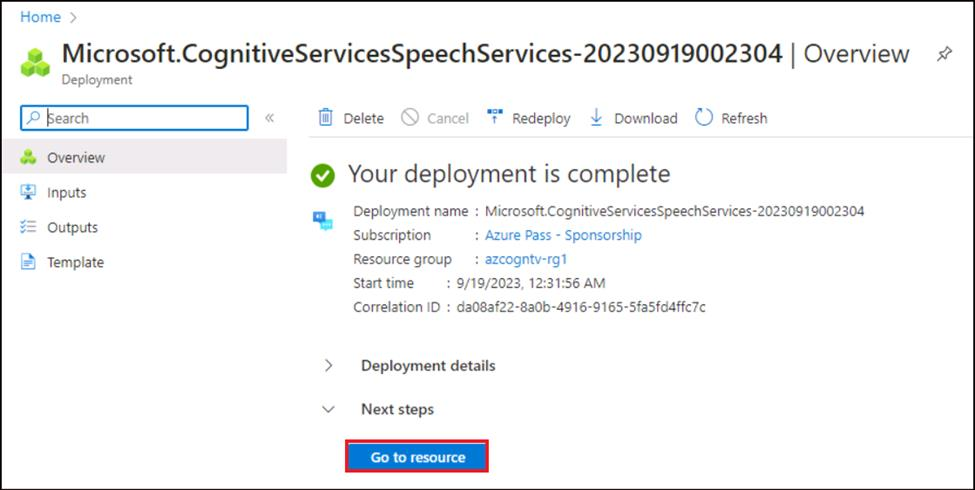 Home >
Microsoft.CognitiveServicesSpeechServices-20230919002304 | Overview
Deployment
Search «
Delete Cancel Redeploy Download Refresh
Overview
Inputs
Outputs
Template
Your deployment is complete
Deployment name : Microsoft.CognitiveServicesSpeechServices-20230919002304
Subscription : Azure Pass - Sponsorship
Resource group : azcogntv-rg1
Start time : 9/19/2023, 12:31:56 AM
Correlation ID : da08af22-8a0b-4916-9165-5fa5fd4ffc7c
Deployment details
Next steps
Go to resource